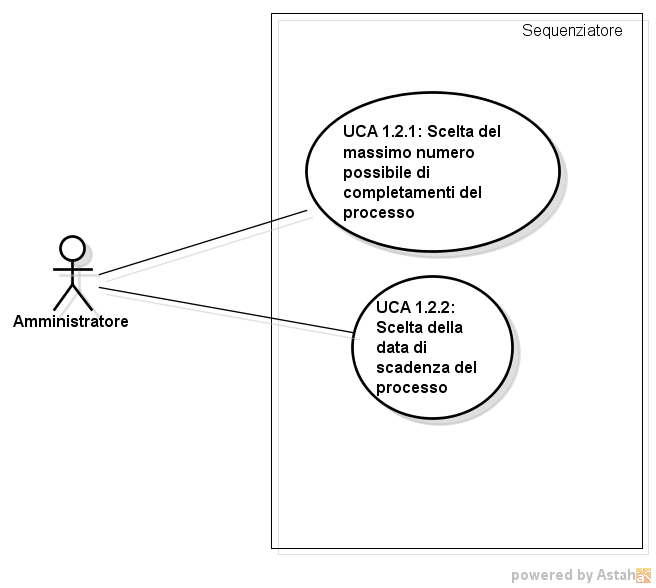 Sequenziatore
UCA 1.2.1: Scelta del
massimo numero
possibile di
completamenti del
processo
Amministratore
UCA 1.2.2:
Scelta della
data di
scadenza del
processo
powered by Astah